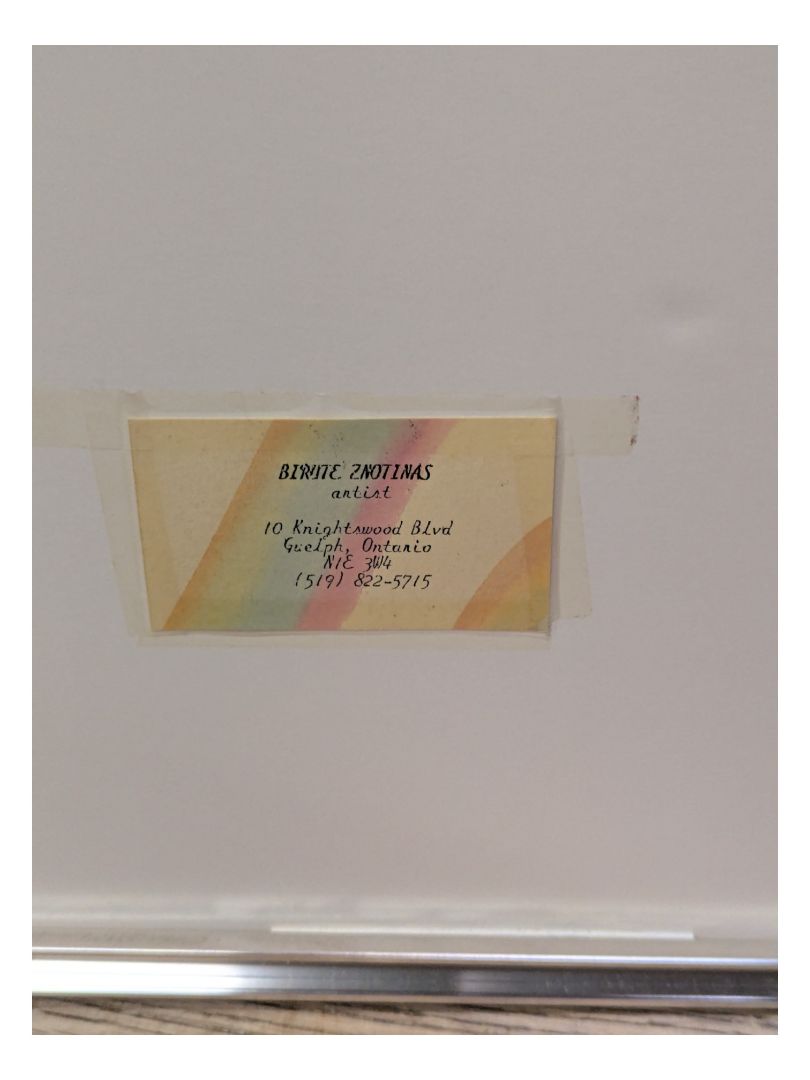 BIRUTE ZNOTINAS
artist
10 Knightswood Blvd
Guelph, Ontario
N1E 3W4
(519) 822-5715